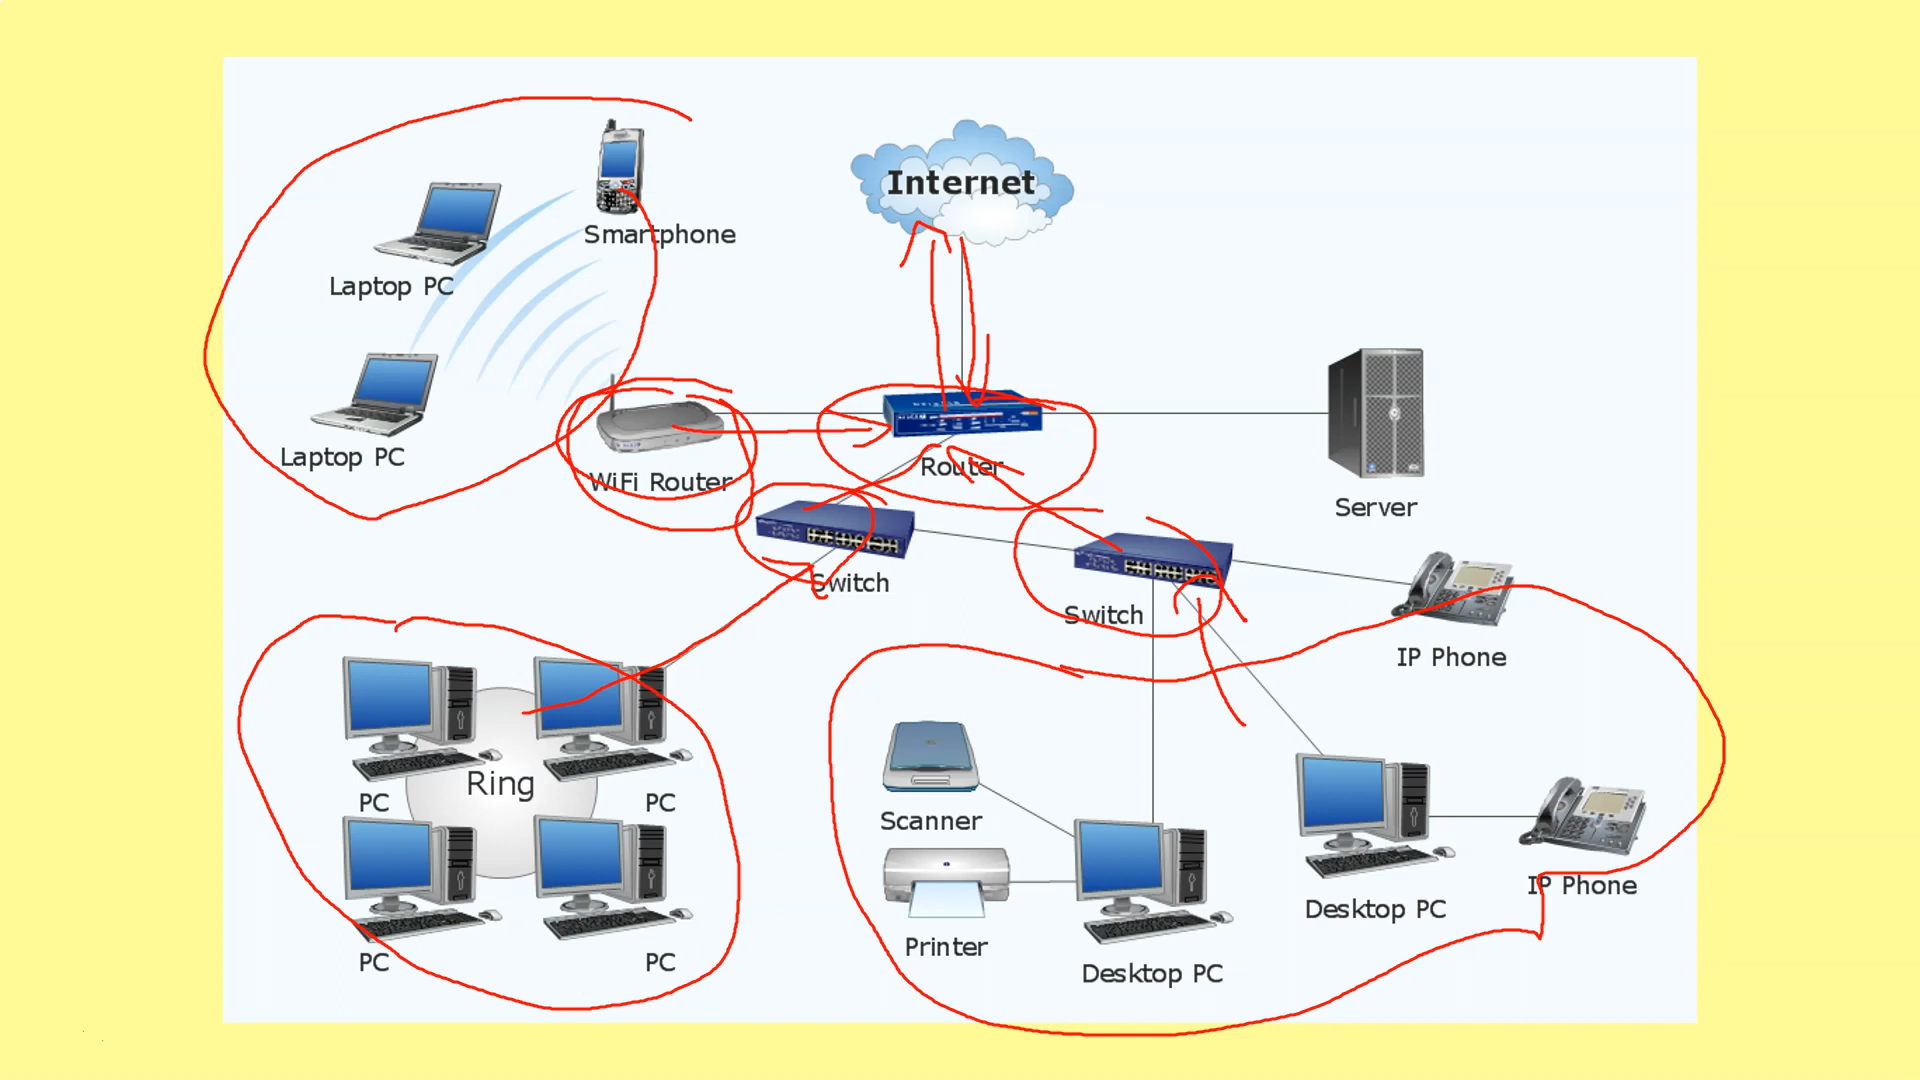 Internet
Smartphone
Laptop PC
Laptop PC
WiFi Router
Router
Server
Switch
Switch
IP Phone
Ring
PC
PC
PC
PC
Scanner
Printer
Desktop PC
Desktop PC
IP Phone